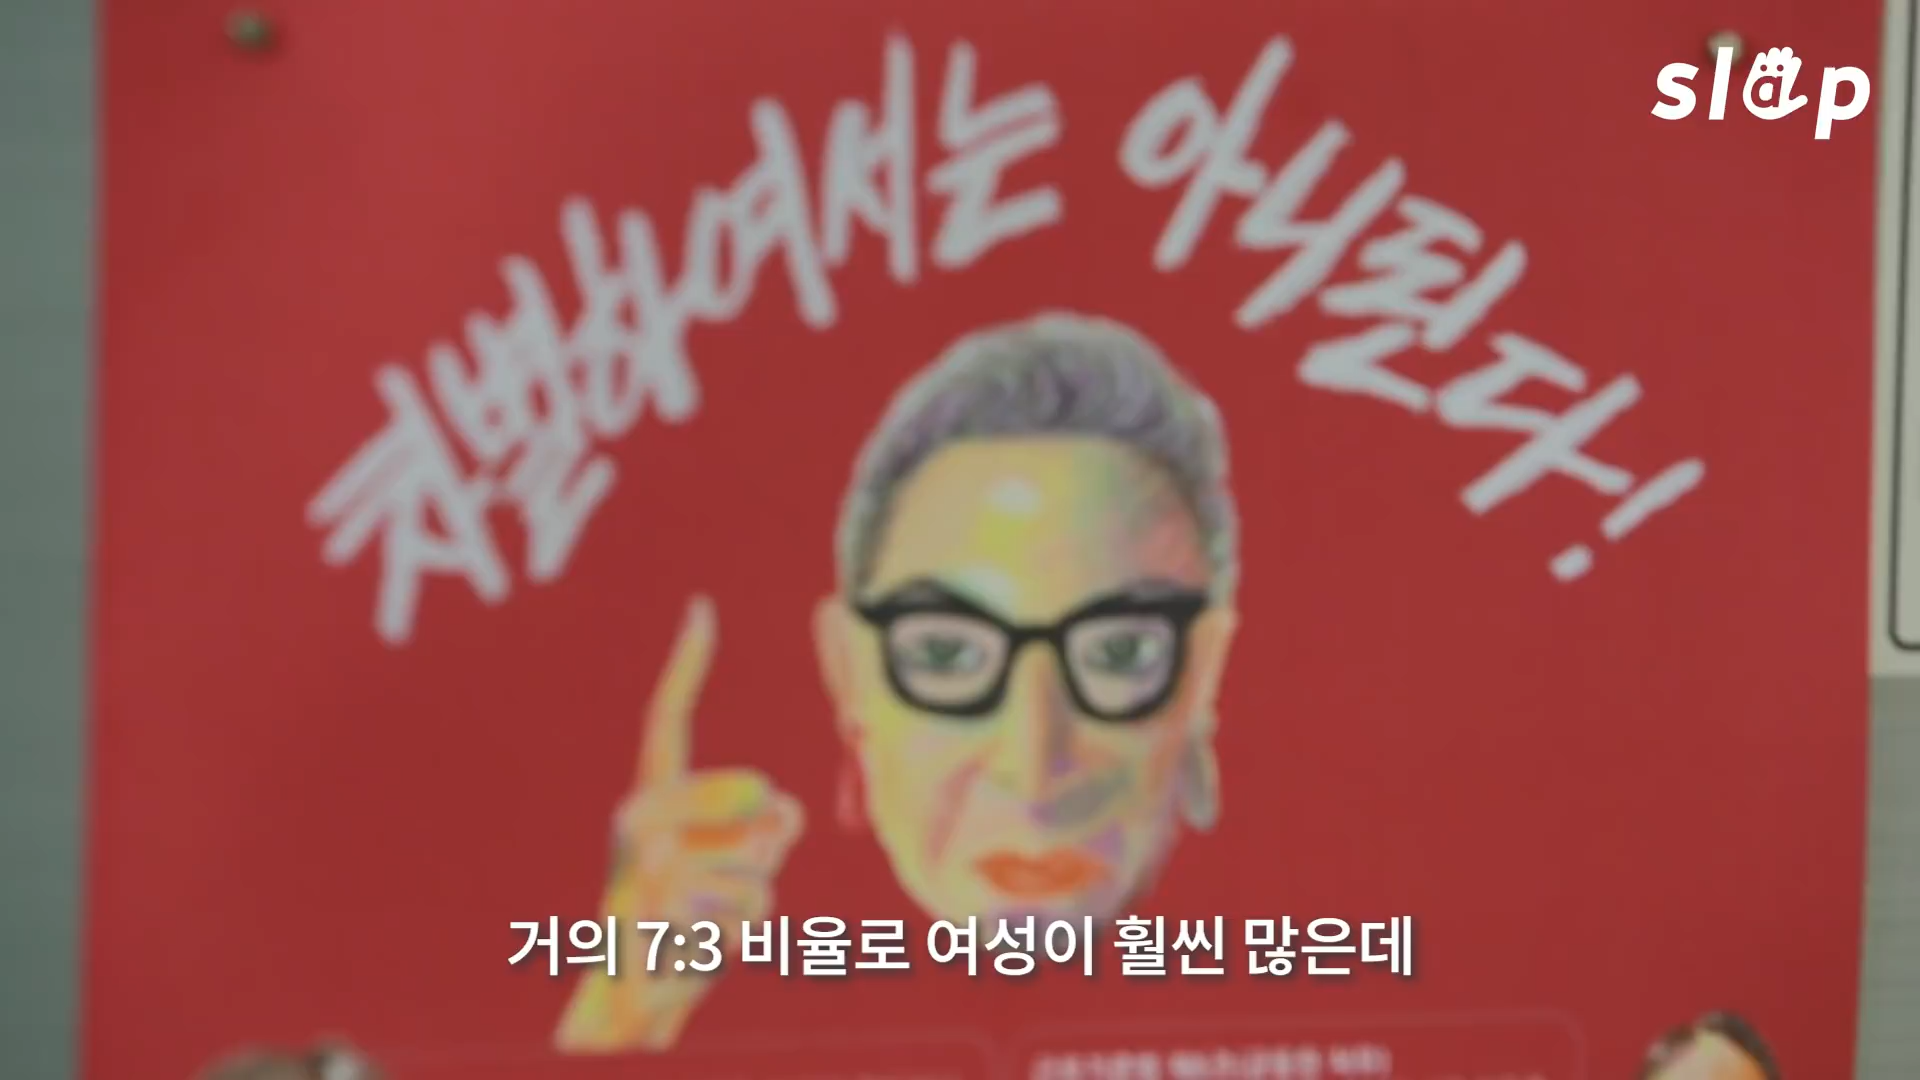 slap
차별하여서는 아니된다!
거의 7:3 비율로 여성이 훨씬 많은데